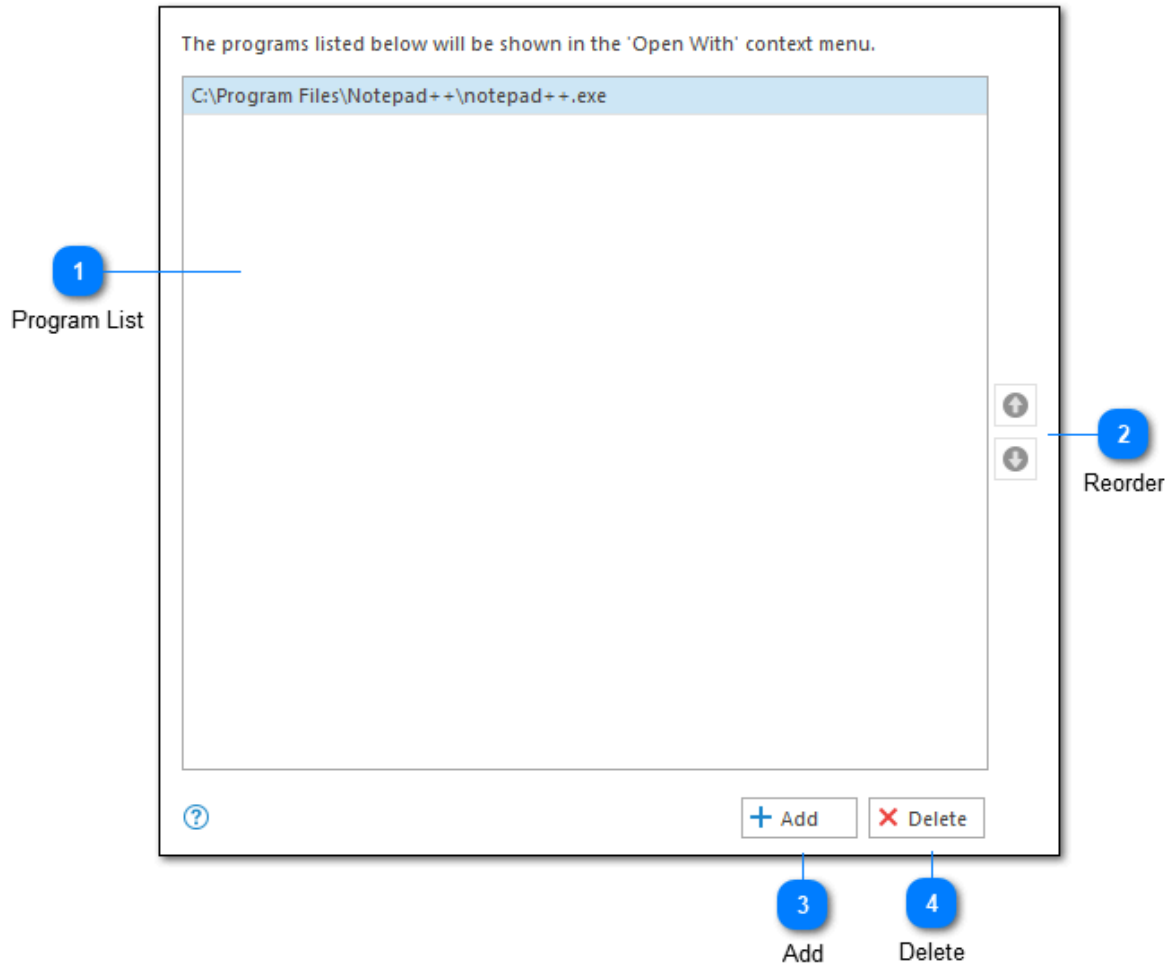 The programs listed below will be shown in the 'Open With' context menu.
C:\Program Files\Notepad++\notepad++.exe
1
Program List
2
Reorder
?
Add
Delete
3
Add
4
Delete